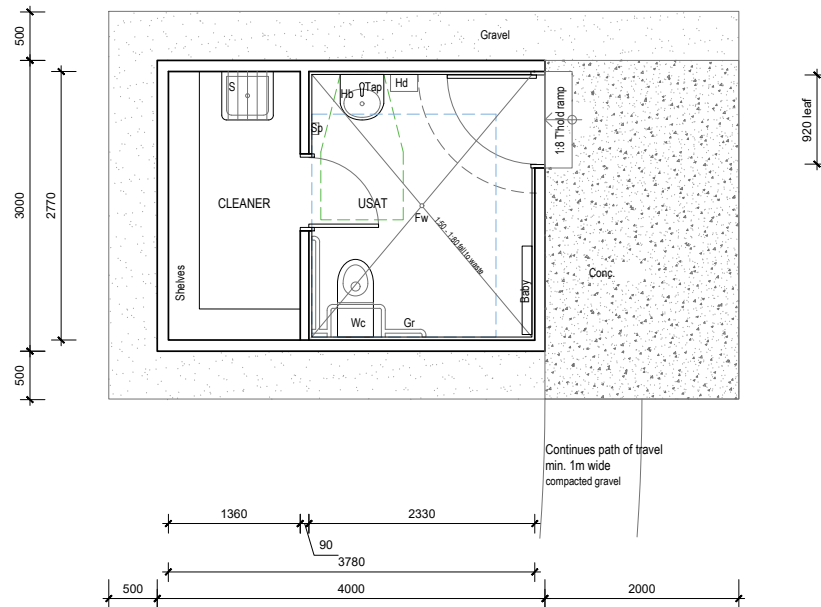 500
Gravel
Hd
Tap
Hb
S
3000
2770
Sp
1:8 T'hold ramp
920 leaf
CLEANER
USAT
Fw
1:50 - 1:80 fall to waste
Conc.
Shelves
Baby
Wc
Gr
500
Continues path of travel
min. 1m wide
compacted gravel
1360
2330
90
3780
500
4000
2000